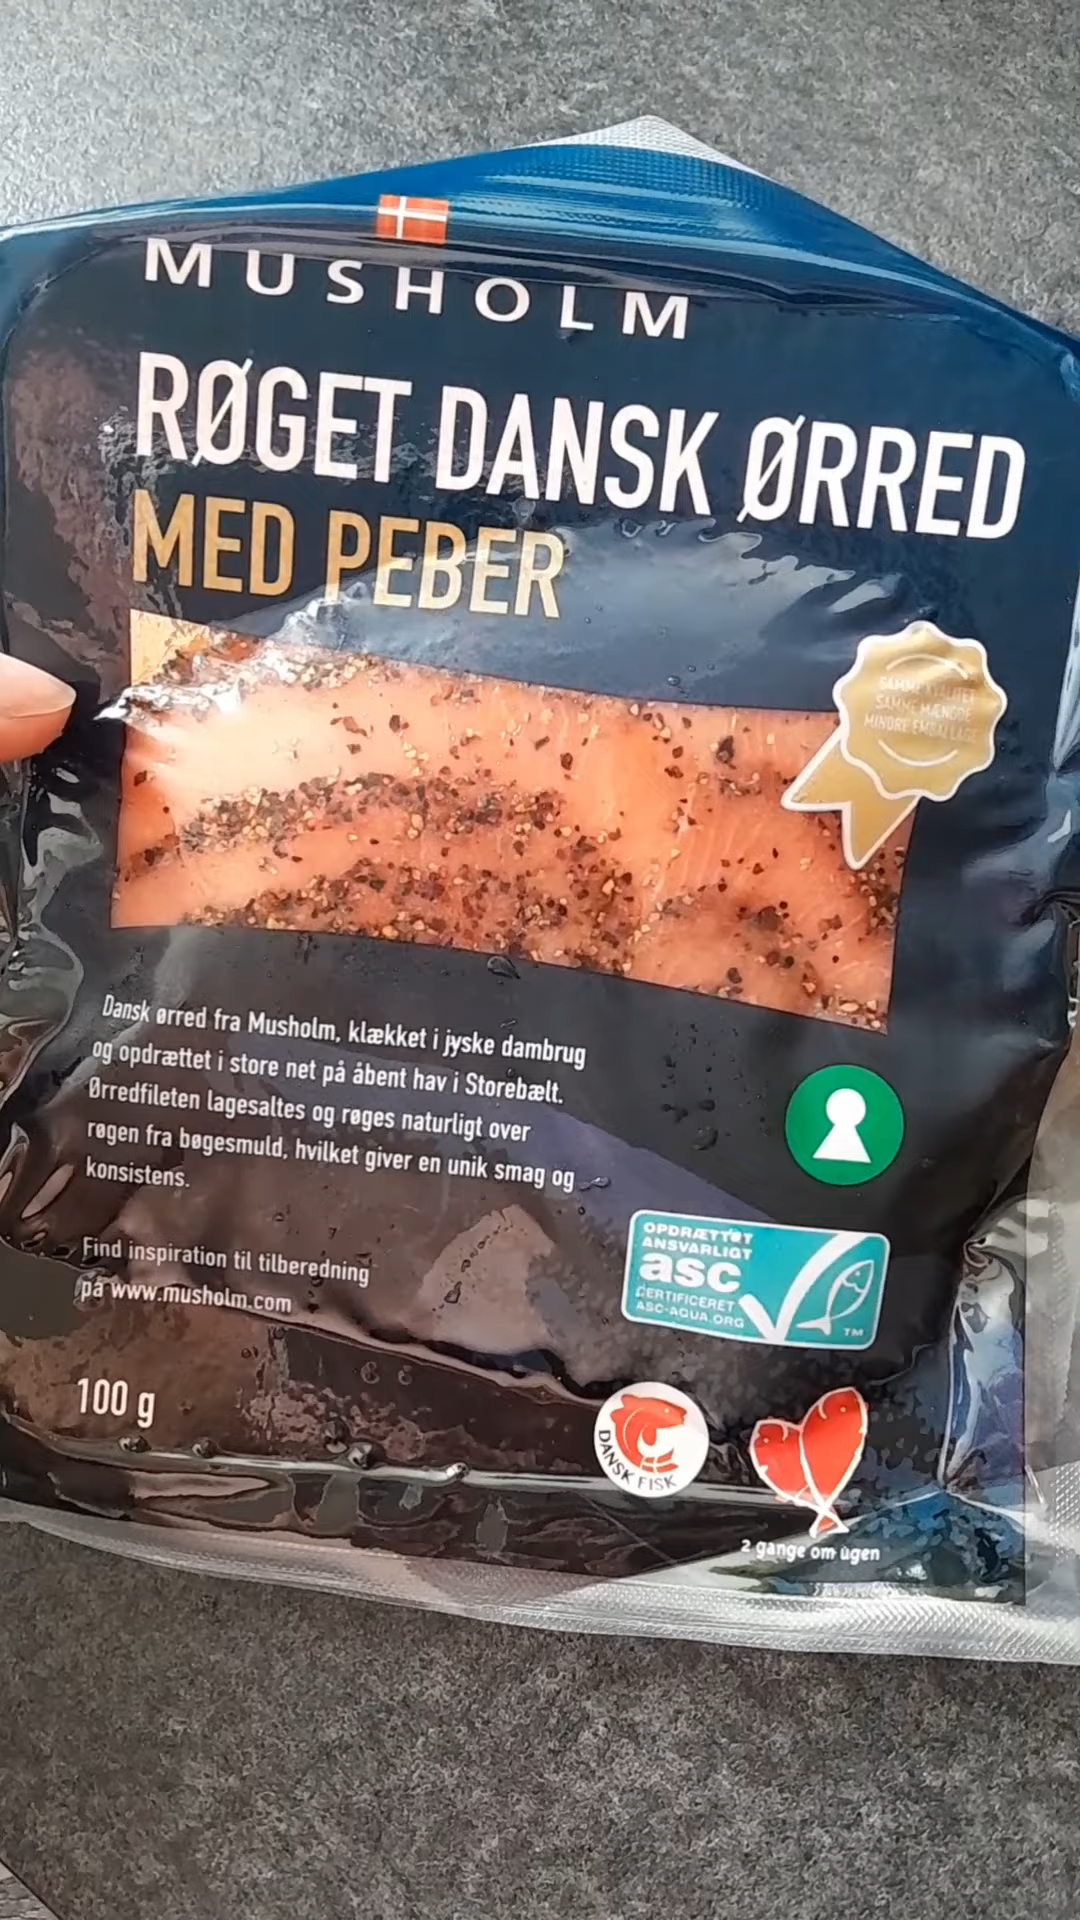 MUSHOLM
RØGET DANSK ØRRED
MED PEBER
SAMME KVALITET
SAMME MÆNGDE
MINDRE EMBALLAGE
Dansk ørred fra Musholm, klækket i jyske dambrug
og opdrættet i store net på åbent hav i Storebælt.
Ørredfileten lagesaltes og røges naturligt over
røgen fra bøgesmuld, hvilket giver en unik smag og
konsistens.
Find inspiration til tilberedning
på www.musholm.com
OPDRÆTTET
ANSVARLIGT
asc
CERTIFICERET
ASC-AQUA.ORG
TM
100 g
DANSK FISK
2 gange om ugen